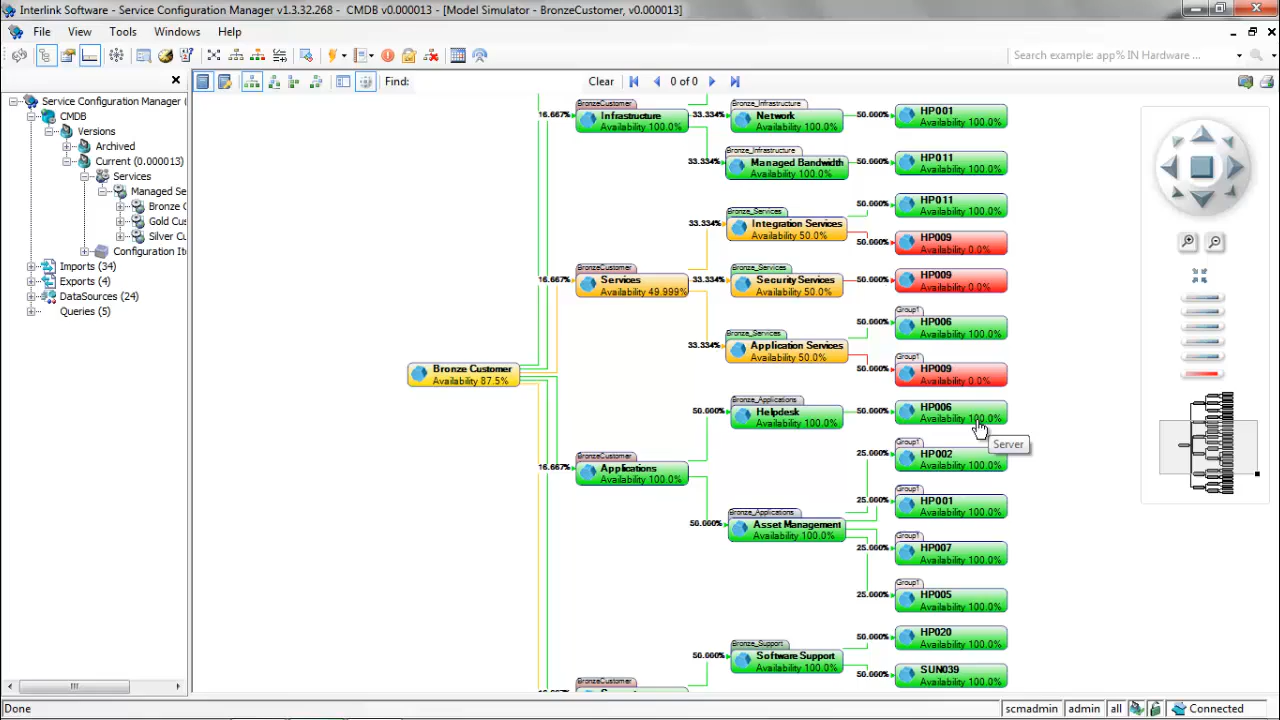 Interlink Software - Service Configuration Manager v1.3.32.268 - CMDB v0.000013 - [Model Simulator - BronzeCustomer, v0.000013]
File View Tools Windows Help
Search example: app% IN Hardware ...
Find: Clear 0 of 0
Service Configuration Manager (
CMDB
Versions
Archived
Current (0.000013)
Services
Managed Se
Bronze C
Gold Cus
Silver Cu
Configuration Ite
Imports (34)
Exports (4)
DataSources (24)
Queries (5)
Bronze Customer
Availability 87.5%
16.667%
BronzeCustomer
Infrastructure
Availability 100.0%
33.334%
Bronze_Infrastructure
Network
Availability 100.0%
50.000%
HP001
Availability 100.0%
33.334%
Bronze_Infrastructure
Managed Bandwidth
Availability 100.0%
50.000%
HP011
Availability 100.0%
16.667%
BronzeCustomer
Services
Availability 49.999%
33.334%
Bronze_Services
Integration Services
Availability 50.0%
50.000%
HP011
Availability 100.0%
50.000%
HP009
Availability 0.0%
33.334%
Bronze_Services
Security Services
Availability 50.0%
50.000%
HP009
Availability 0.0%
33.334%
Bronze_Services
Application Services
Availability 50.0%
50.000%
Group1
HP006
Availability 100.0%
50.000%
Group1
HP009
Availability 0.0%
16.667%
BronzeCustomer
Applications
Availability 100.0%
50.000%
Bronze_Applications
Helpdesk
Availability 100.0%
50.000%
HP006
Availability 100.0%
Server
50.000%
Bronze_Applications
Asset Management
Availability 100.0%
25.000%
Group1
HP002
Availability 100.0%
25.000%
Group1
HP001
Availability 100.0%
25.000%
Group1
HP007
Availability 100.0%
25.000%
Group1
HP005
Availability 100.0%
50.000%
Bronze_Support
Software Support
Availability 100.0%
50.000%
HP020
Availability 100.0%
50.000%
SUN039
Availability 100.0%
BronzeCustomer
Done
scmadmin admin all Connected